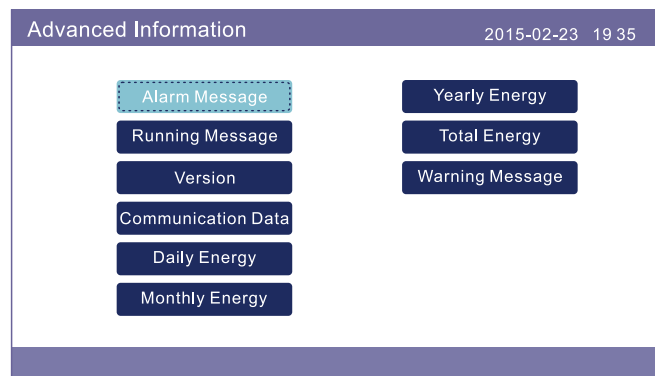 Advanced Information
2015-02-23 19 35
Alarm Message
Running Message
Version
Communication Data
Daily Energy
Monthly Energy
Yearly Energy
Total Energy
Warning Message